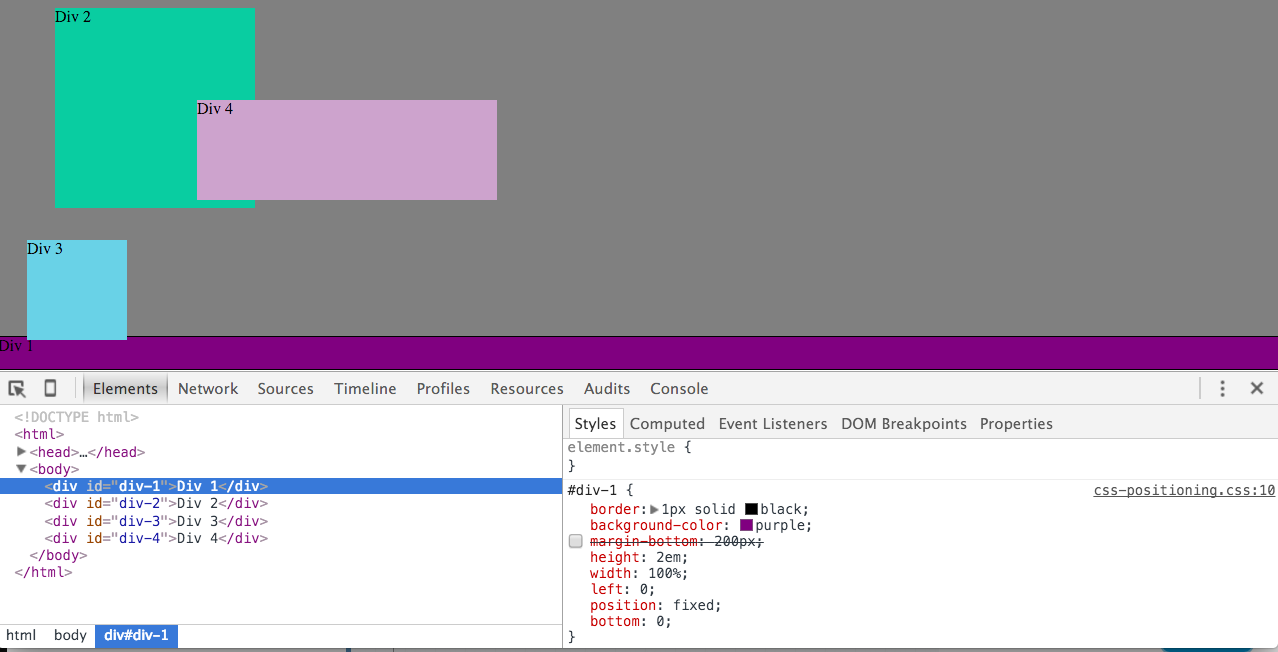 Div 2
Div 4
Div 3
Div 1
Elements Network Sources Timeline Profiles Resources Audits Console
<!DOCTYPE html>
<html>
<head>…</head>
<body>
<div id="div-1">Div 1</div>
<div id="div-2">Div 2</div>
<div id="div-3">Div 3</div>
<div id="div-4">Div 4</div>
</body>
</html>
html body div#div-1
Styles Computed Event Listeners DOM Breakpoints Properties
element.style {
}
#div-1 { css-positioning.css:10
border: 1px solid black;
background-color: purple;
margin-bottom: 200px;
height: 2em;
width: 100%;
left: 0;
position: fixed;
bottom: 0;
}